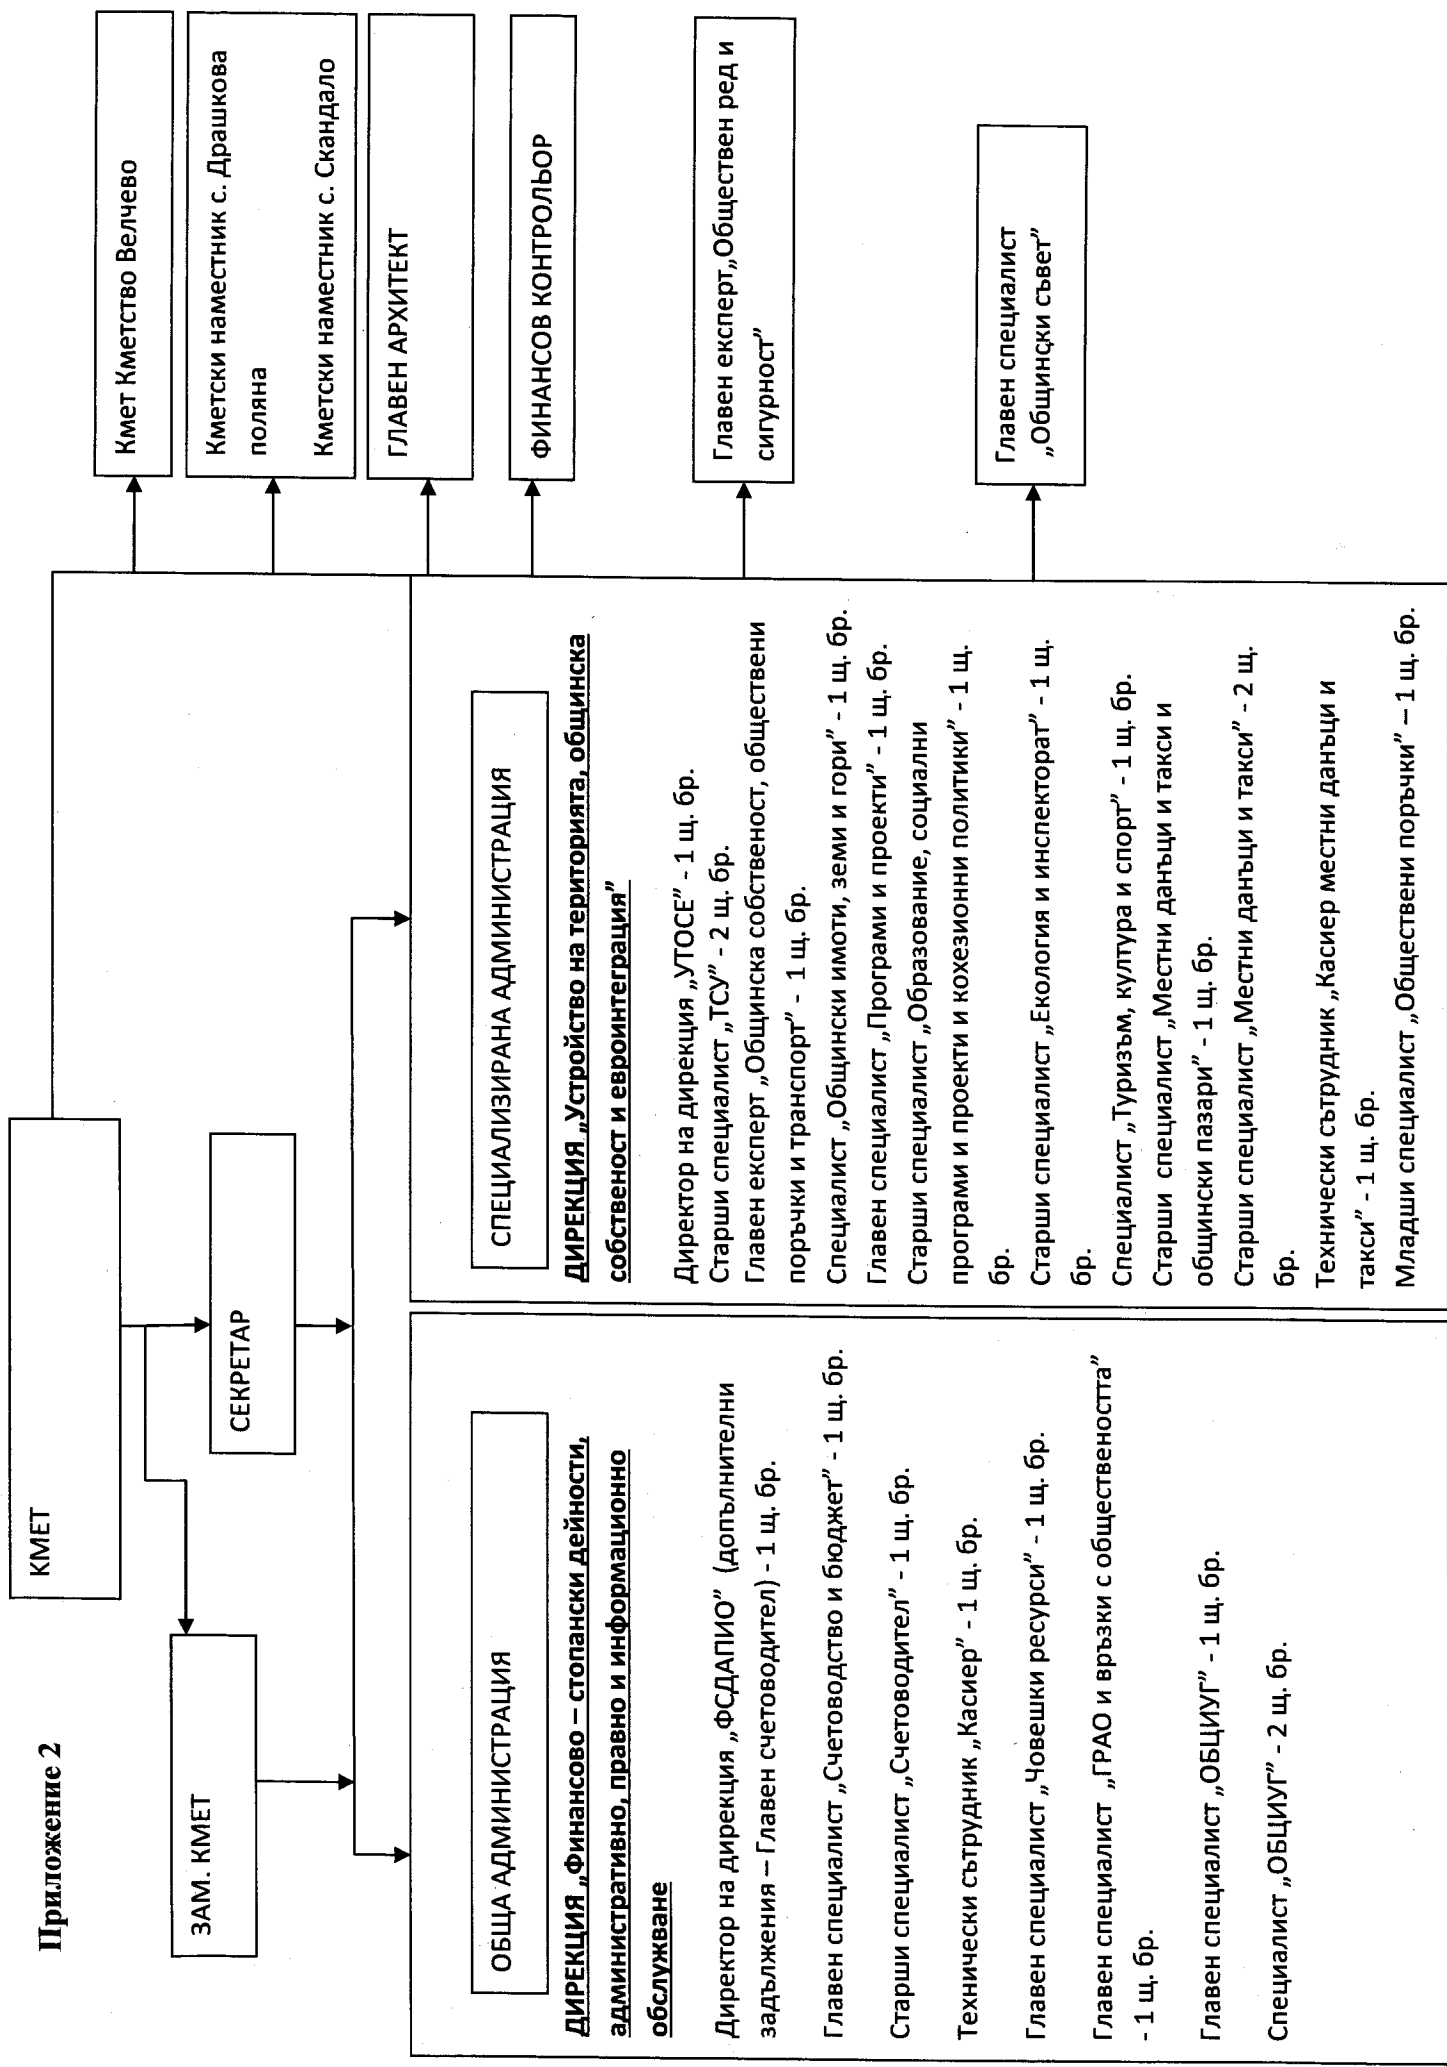 Приложение 2
КМЕТ
ЗАМ. КМЕТ
СЕКРЕТАР
ОБЩА АДМИНИСТРАЦИЯ
ДИРЕКЦИЯ „Финансово – стопански дейности,
административно, правно и информационно
обслужване
Директор на дирекция „ФСДАПИО” (допълнителни
задължения – Главен счетоводител) - 1 щ. бр.
Главен специалист „Счетоводство и бюджет” - 1 щ. бр.
Старши специалист „Счетоводител” - 1 щ. бр.
Технически сътрудник „Касиер” - 1 щ. бр.
Главен специалист „Човешки ресурси” - 1 щ. бр.
Главен специалист „ГРАО и връзки с обществеността”
- 1 щ. бр.
Главен специалист „ОБЦИУГ” - 1 щ. бр.
Специалист „ОБЦИУГ” - 2 щ. бр.
СПЕЦИАЛИЗИРАНА АДМИНИСТРАЦИЯ
ДИРЕКЦИЯ „Устройство на територията, общинска
собственост и евроинтеграция”
Директор на дирекция „УТОСЕ” - 1 щ. бр.
Старши специалист „ТСУ” - 2 щ. бр.
Главен експерт „Общинска собственост, обществени
поръчки и транспорт” - 1 щ. бр.
Специалист „Общински имоти, земи и гори” - 1 щ. бр.
Главен специалист „Програми и проекти” - 1 щ. бр.
Старши специалист „Образование, социални
програми и проекти и кохезионни политики” - 1 щ.
бр.
Старши специалист „Екология и инспекторат” - 1 щ.
бр.
Специалист „Туризъм, култура и спорт” - 1 щ. бр.
Старши специалист „Местни данъци и такси и
общински пазари” - 1 щ. бр.
Старши специалист „Местни данъци и такси” - 2 щ.
бр.
Технически сътрудник „Касиер местни данъци и
такси” - 1 щ. бр.
Младши специалист „Обществени поръчки” – 1 щ. бр.
Кмет Кметство Велчево
Кметски наместник с. Драшкова
поляна
Кметски наместник с. Скандало
ГЛАВЕН АРХИТЕКТ
ФИНАНСОВ КОНТРОЛЬОР
Главен експерт„Обществен ред и
сигурност”
Главен специалист
„Общински съвет”